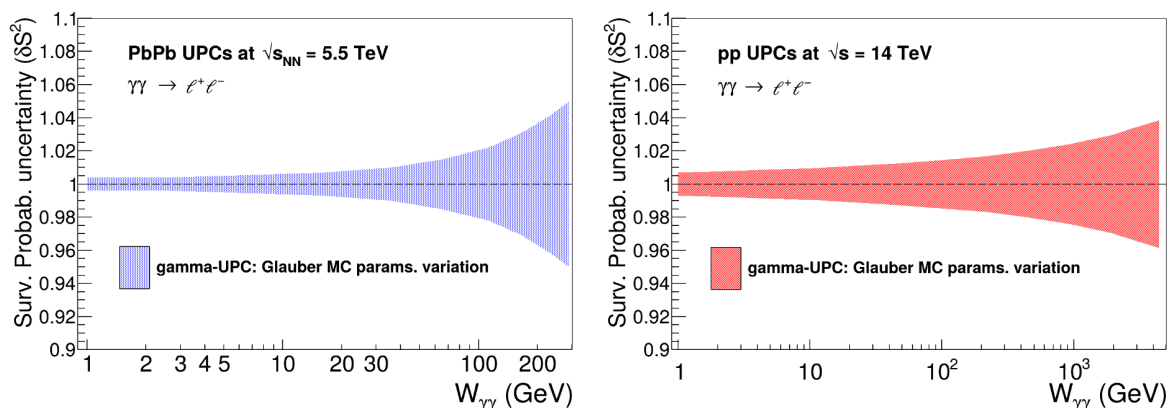 Surv. Probab. uncertainty (δS²)
1.1
1.08
1.06
1.04
1.02
1
0.98
0.96
0.94
0.92
0.9
PbPb UPCs at √s_NN = 5.5 TeV
γγ → ℓ⁺ℓ⁻
gamma-UPC: Glauber MC params. variation
1 2 3 4 5 10 20 30 100 200
W_γγ (GeV)
Surv. Probab. uncertainty (δS²)
1.1
1.08
1.06
1.04
1.02
1
0.98
0.96
0.94
0.92
0.9
pp UPCs at √s = 14 TeV
γγ → ℓ⁺ℓ⁻
gamma-UPC: Glauber MC params. variation
1 10 10² 10³
W_γγ (GeV)